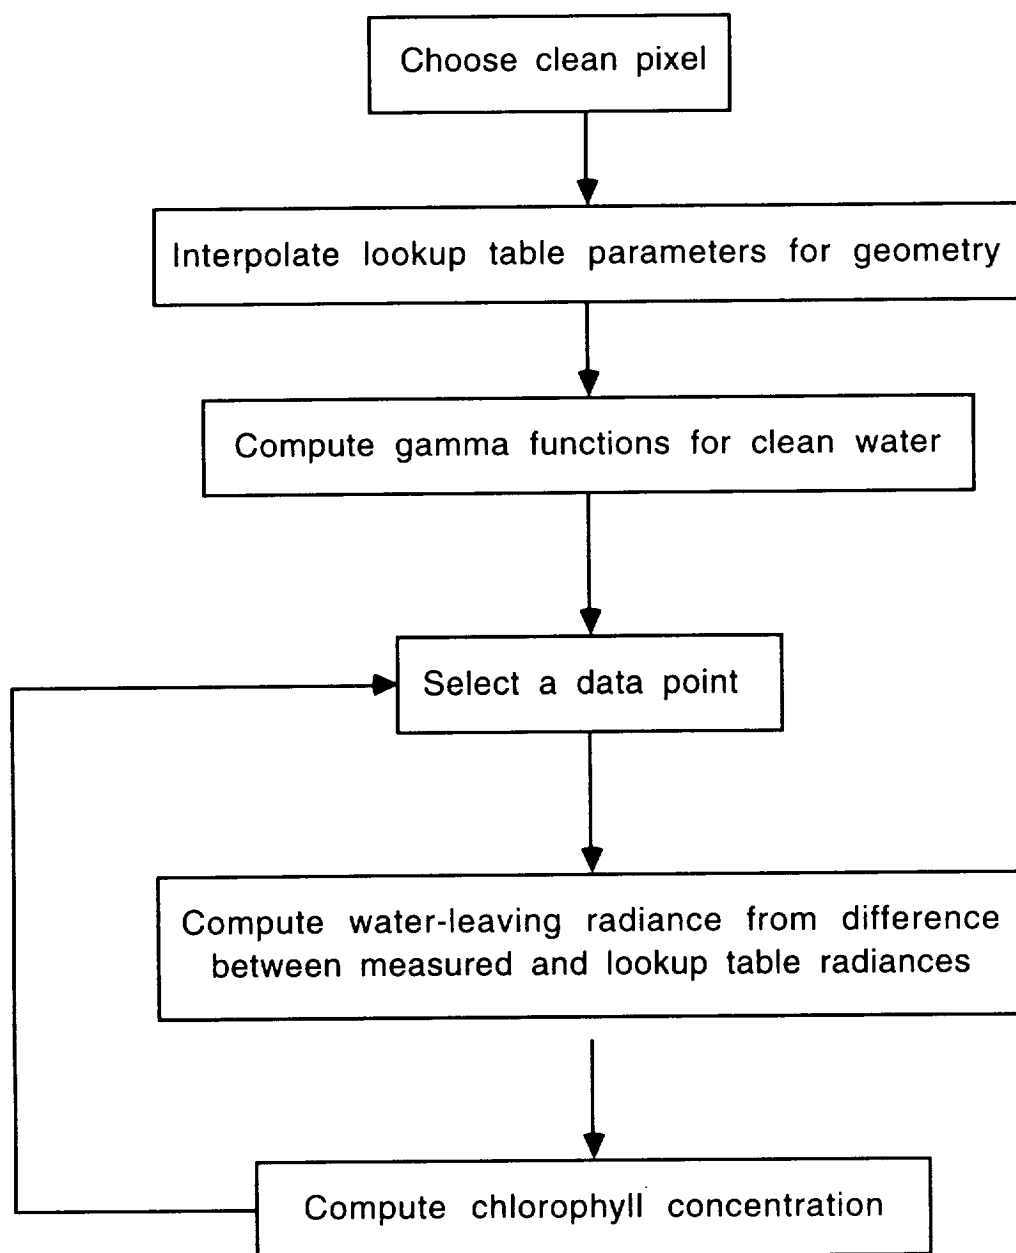 Choose clean pixel
Interpolate lookup table parameters for geometry
Compute gamma functions for clean water
Select a data point
Compute water-leaving radiance from difference
between measured and lookup table radiances
Compute chlorophyll concentration